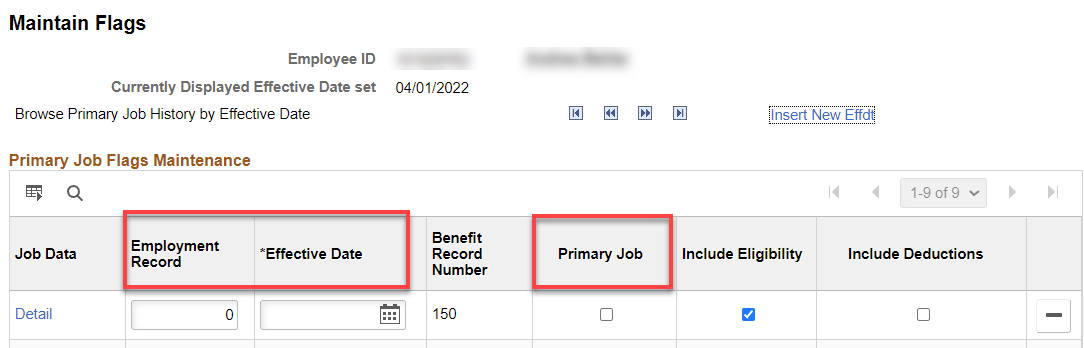 Maintain Flags
Employee ID
Currently Displayed Effective Date set 04/01/2022
Browse Primary Job History by Effective Date Insert New Effdt
Primary Job Flags Maintenance
1-9 of 9
Job Data Employment Record *Effective Date Benefit Record Number Primary Job Include Eligibility Include Deductions
Detail 0 150